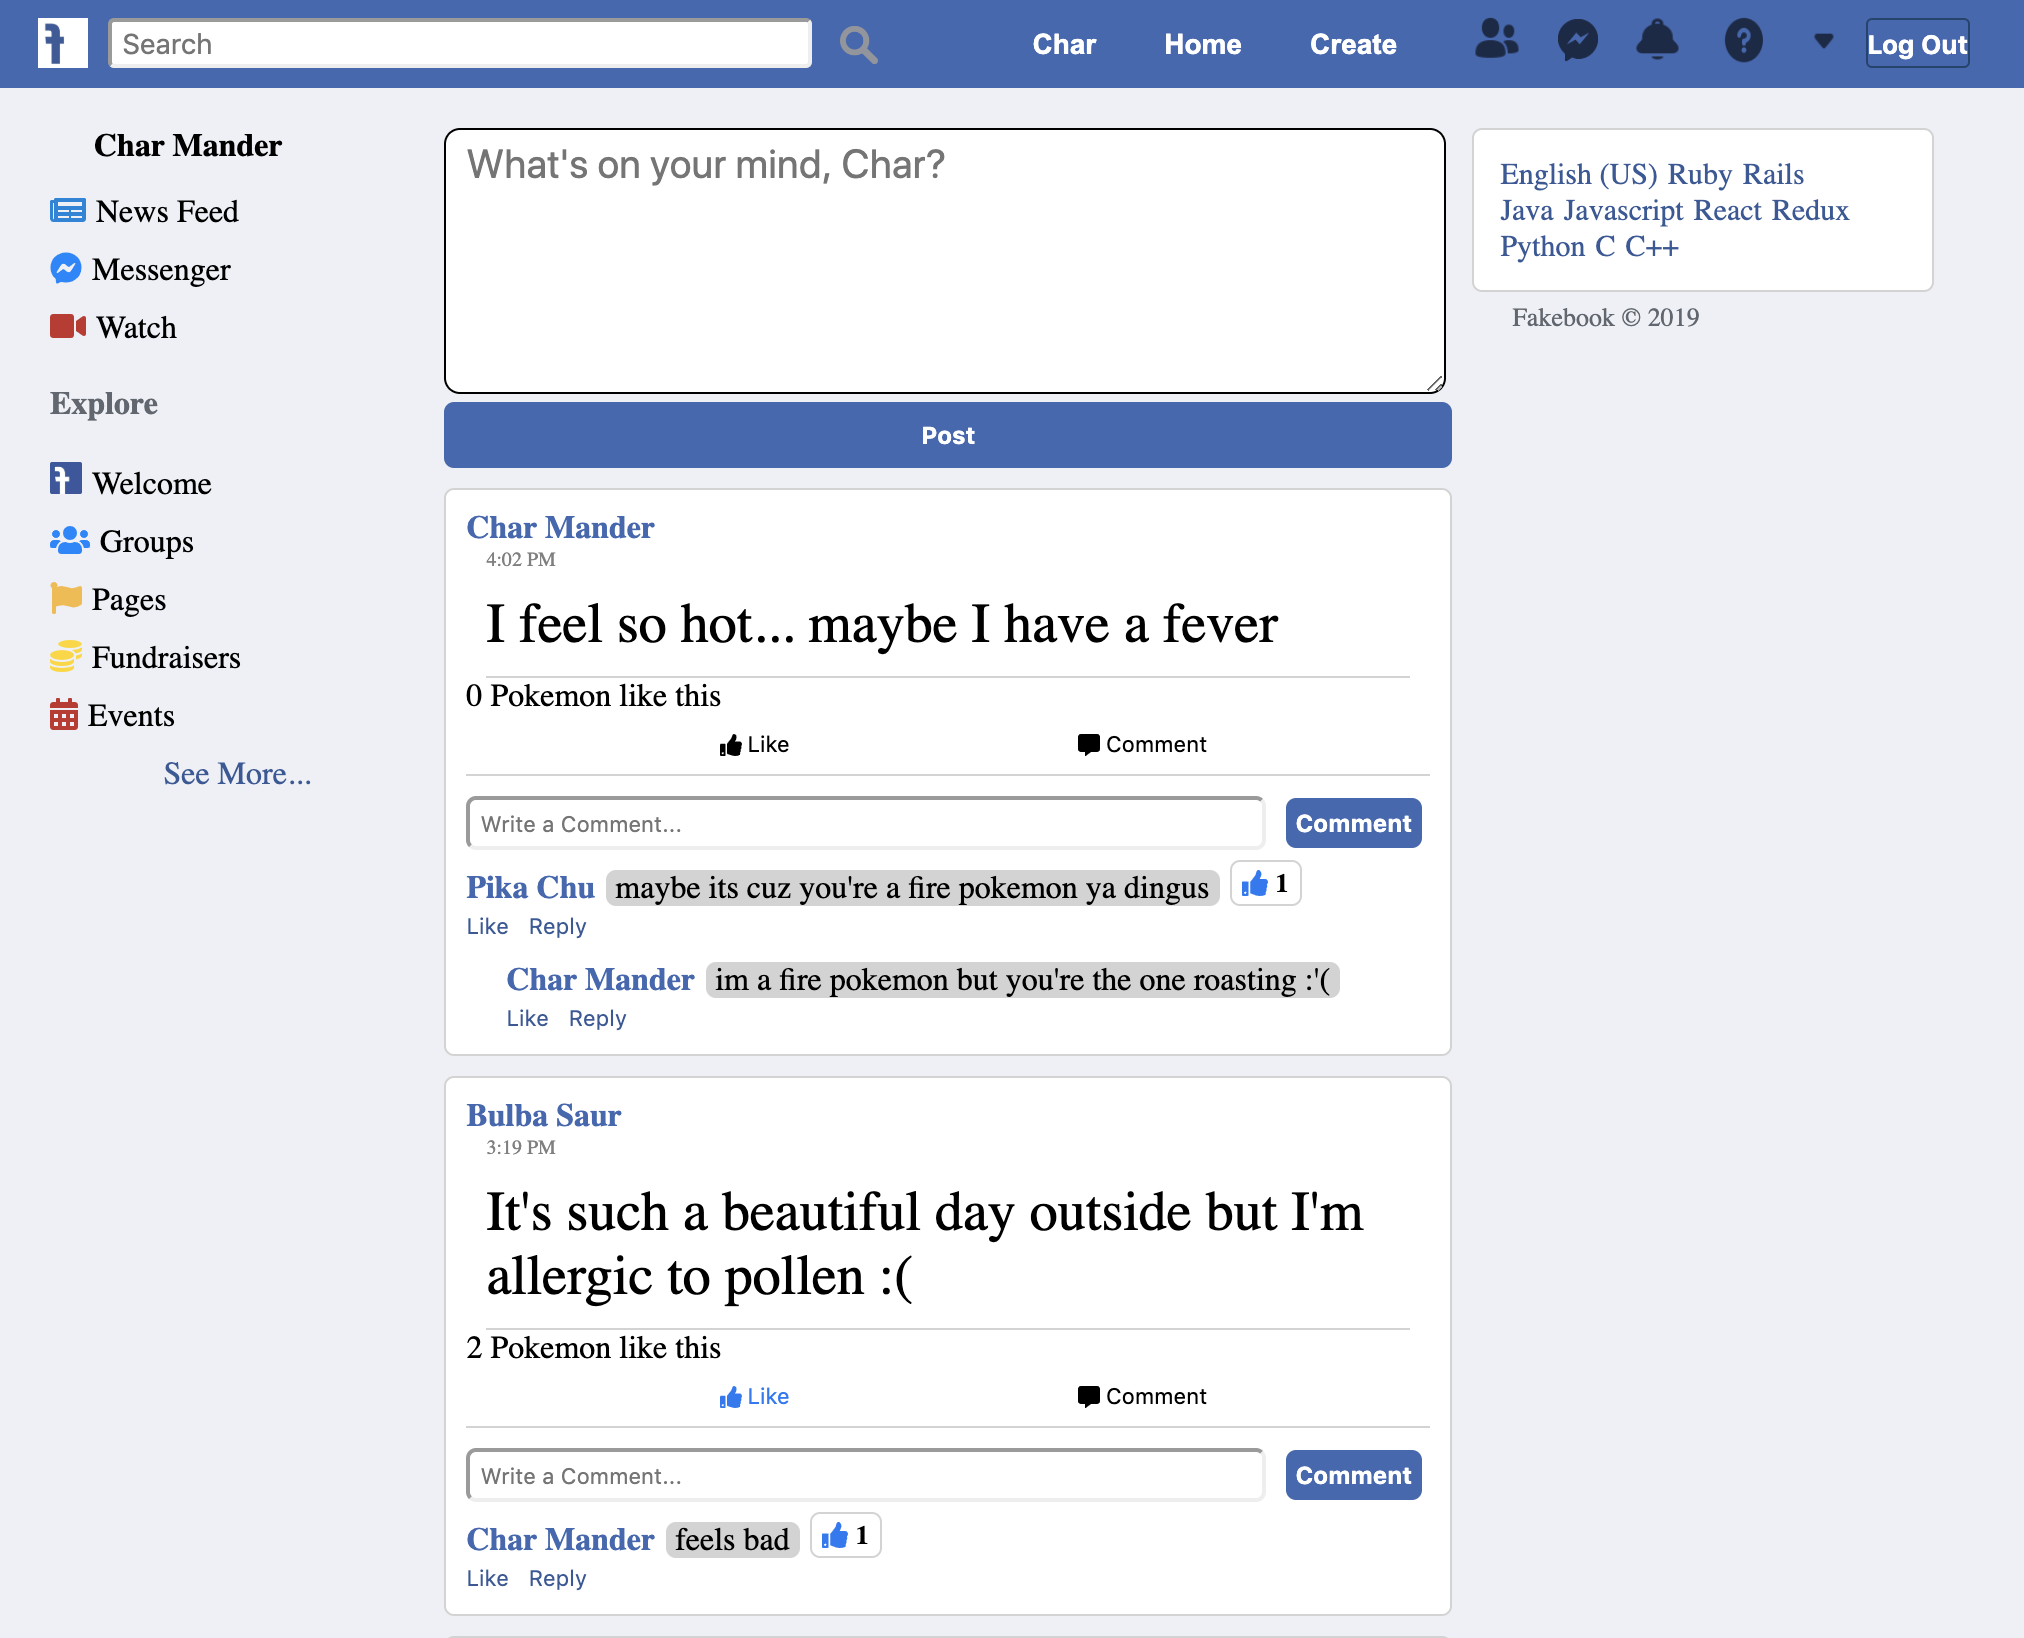 Search
Char
Home
Create
Log Out
Char Mander
News Feed
Messenger
Watch
Explore
Welcome
Groups
Pages
Fundraisers
Events
See More...
What's on your mind, Char?
Post
Char Mander
4:02 PM
I feel so hot... maybe I have a fever
0 Pokemon like this
Like
Comment
Write a Comment...
Comment
Pika Chu maybe its cuz you're a fire pokemon ya dingus 1
Like Reply
Char Mander im a fire pokemon but you're the one roasting :'(
Like Reply
Bulba Saur
3:19 PM
It's such a beautiful day outside but I'm
allergic to pollen :(
2 Pokemon like this
Like
Comment
Write a Comment...
Comment
Char Mander feels bad 1
Like Reply
English (US) Ruby Rails
Java Javascript React Redux
Python C C++
Fakebook © 2019